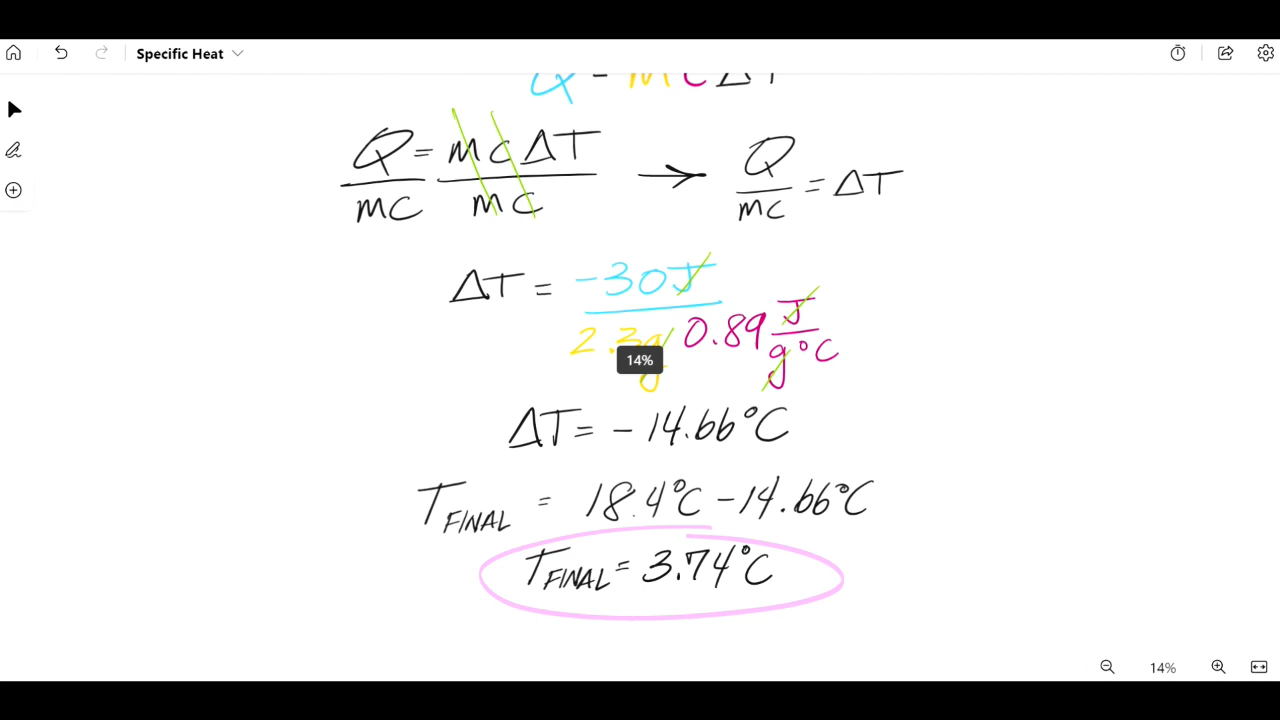 Specific Heat
Q = mCΔT
Q = mCΔT
mC mC
→ Q/mC = ΔT
ΔT = -30J
2.3g 0.89 J/g°C
14%
ΔT = -14.66°C
TFINAL = 18.4°C - 14.66°C
TFINAL = 3.74°C
14%